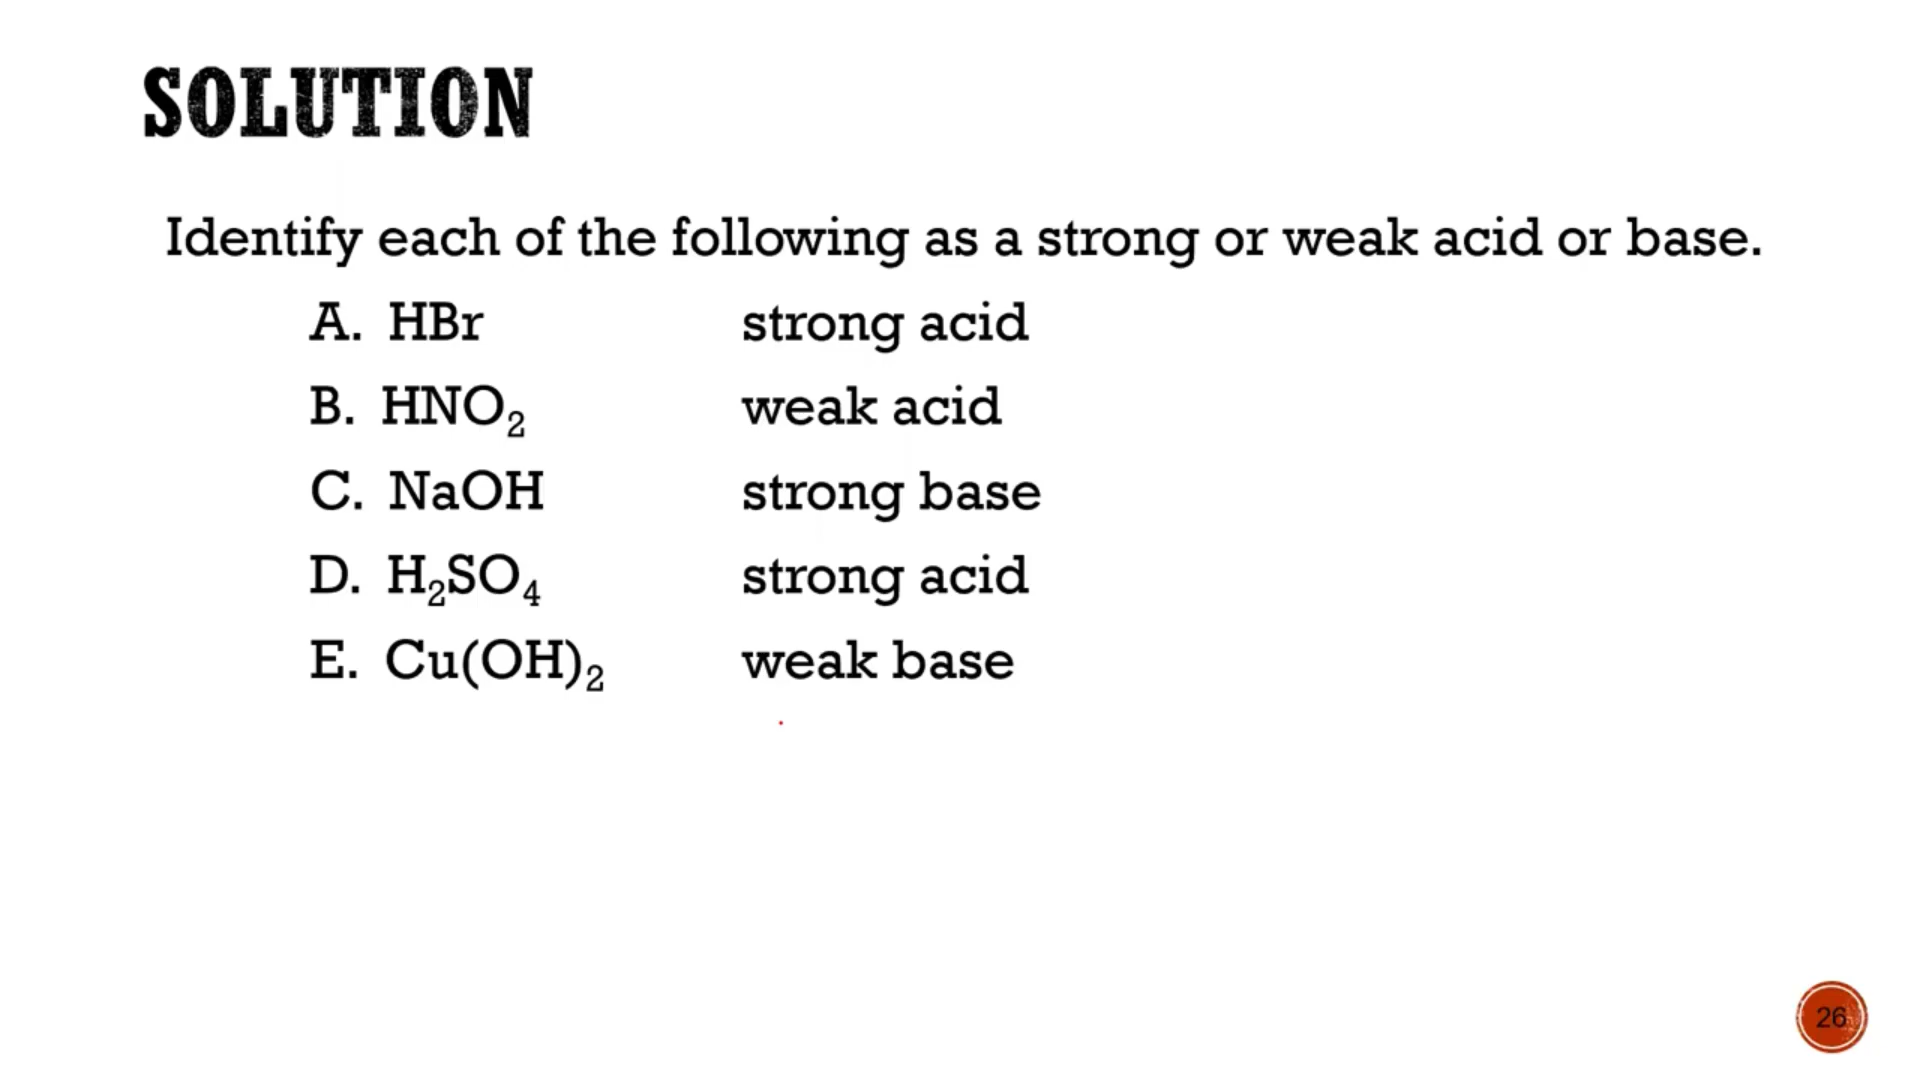 SOLUTION
Identify each of the following as a strong or weak acid or base.
A. HBr strong acid
B. HNO₂ weak acid
C. NaOH strong base
D. H₂SO₄ strong acid
E. Cu(OH)₂ weak base
26